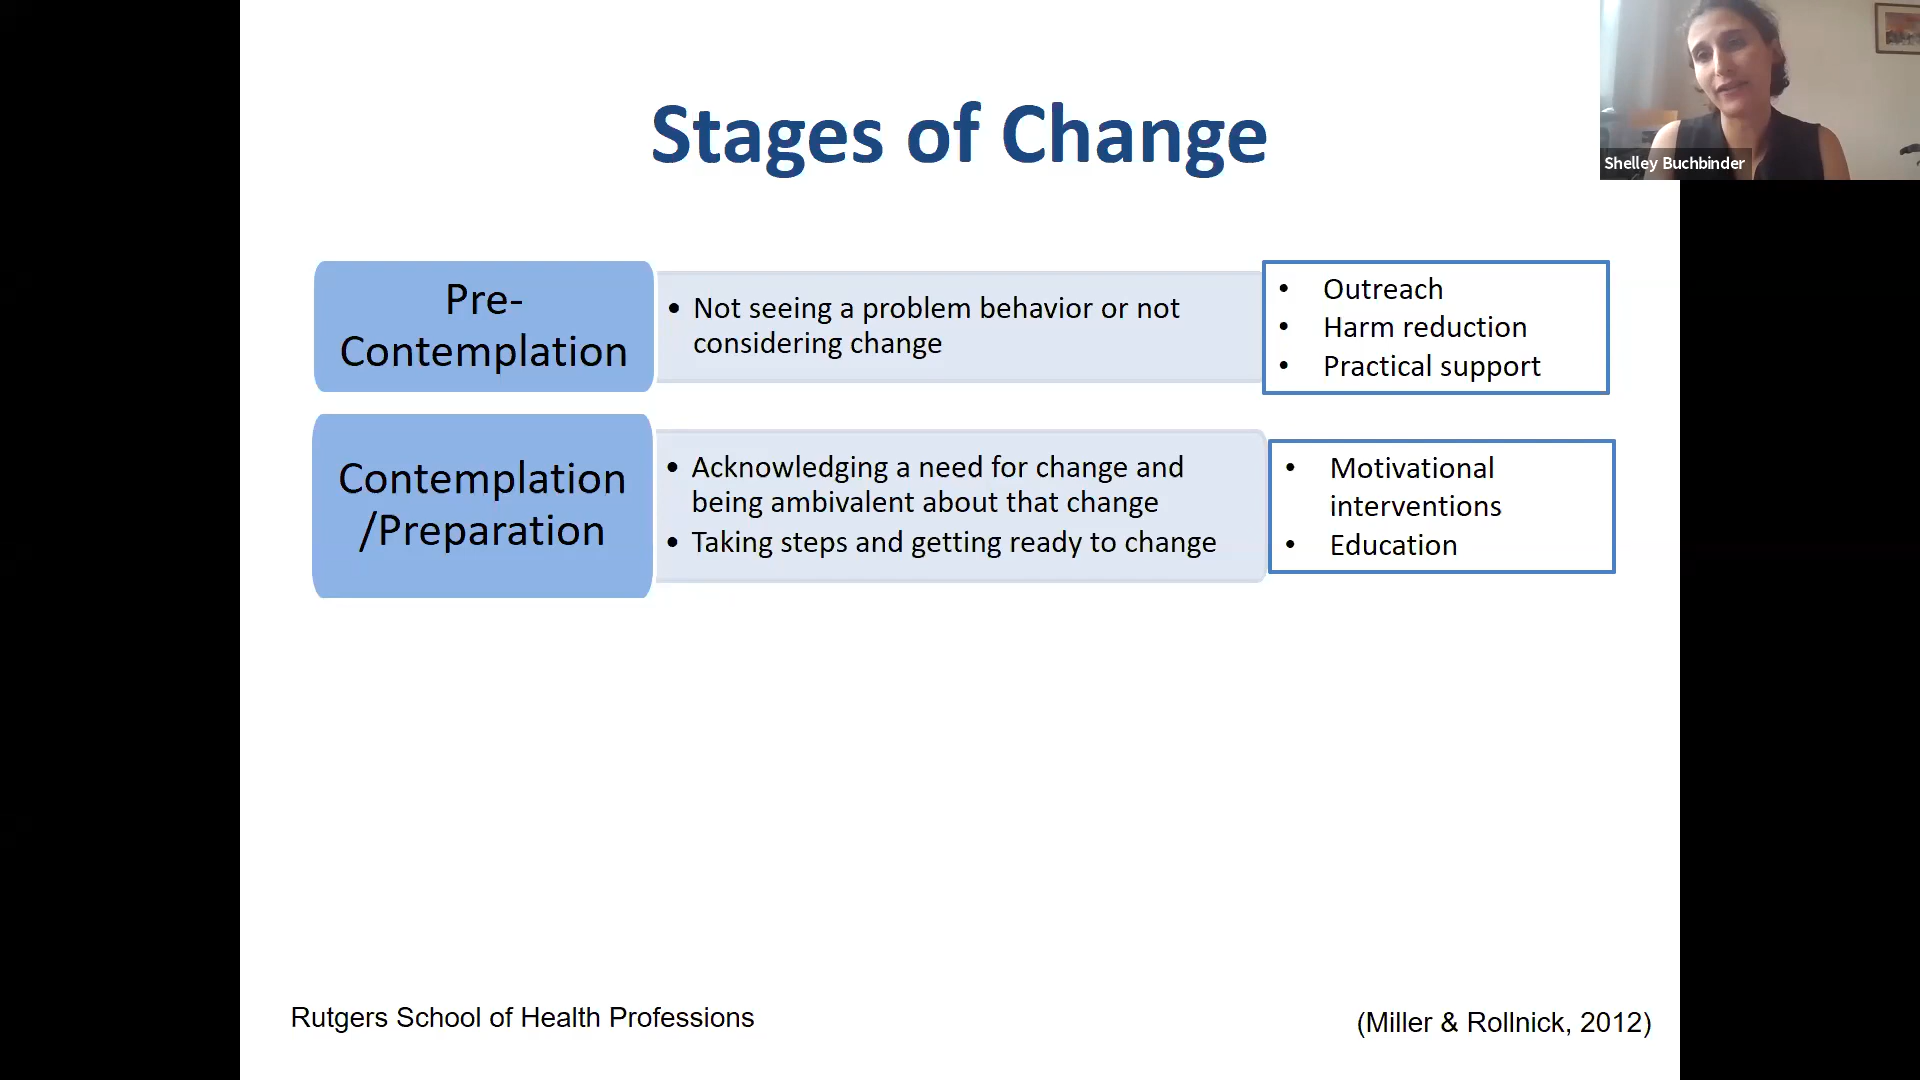 Stages of Change
Shelley Buchbinder
Pre-
Contemplation
• Not seeing a problem behavior or not
considering change
• Outreach
• Harm reduction
• Practical support
Contemplation
/Preparation
• Acknowledging a need for change and
being ambivalent about that change
• Taking steps and getting ready to change
• Motivational
interventions
• Education
Rutgers School of Health Professions
(Miller & Rollnick, 2012)